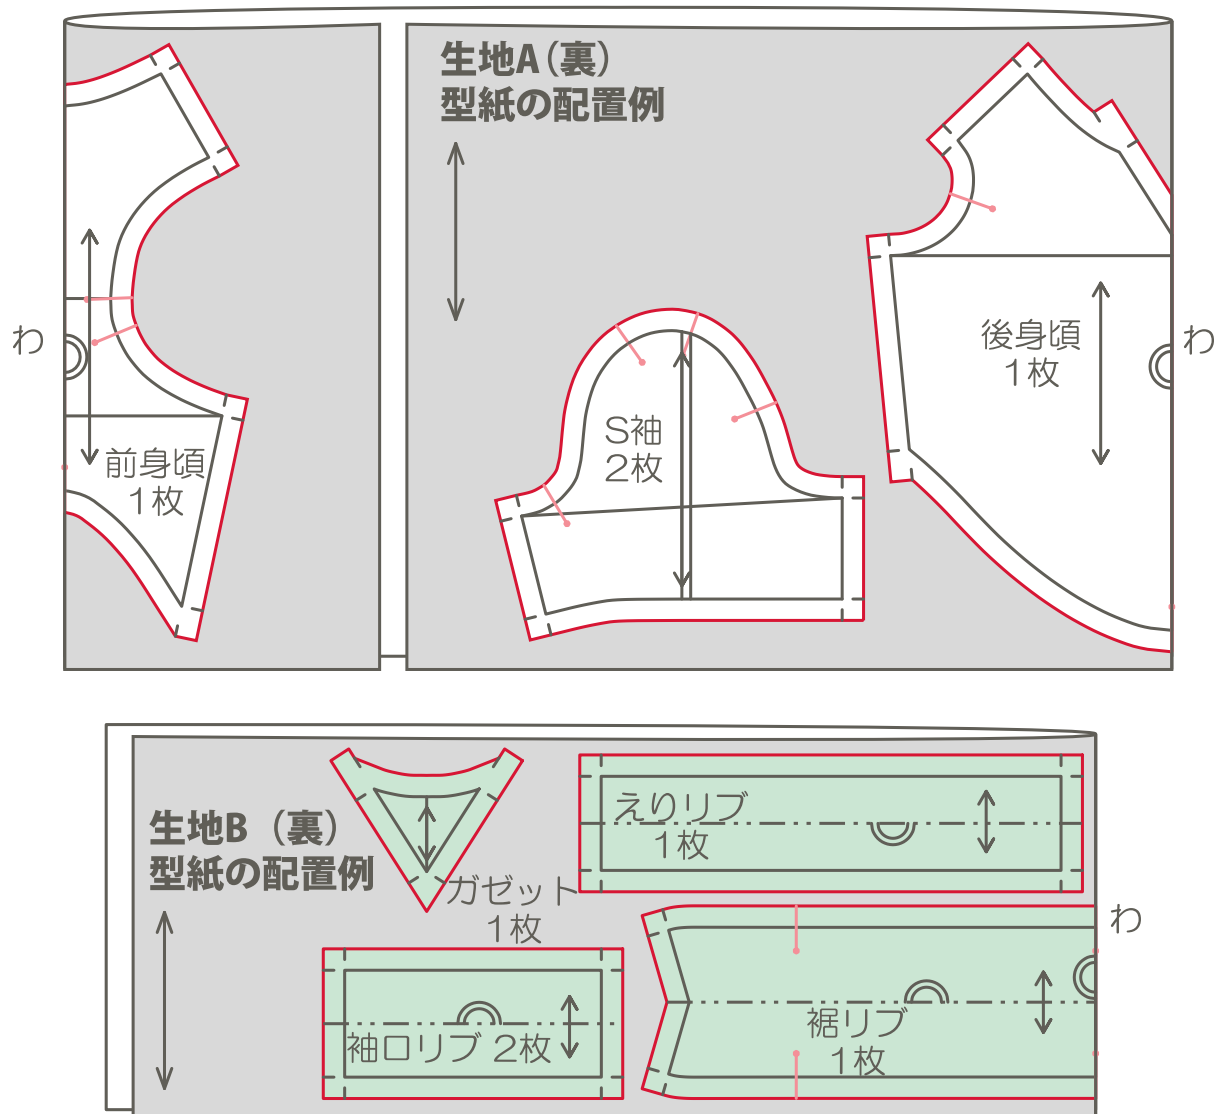 生地A（裏）
型紙の配置例
わ
前身頃
1枚
S袖
2枚
後身頃
1枚
わ
生地B（裏）
型紙の配置例
ガゼット
1枚
えりリブ
1枚
袖口リブ 2枚
裾リブ
1枚
わ